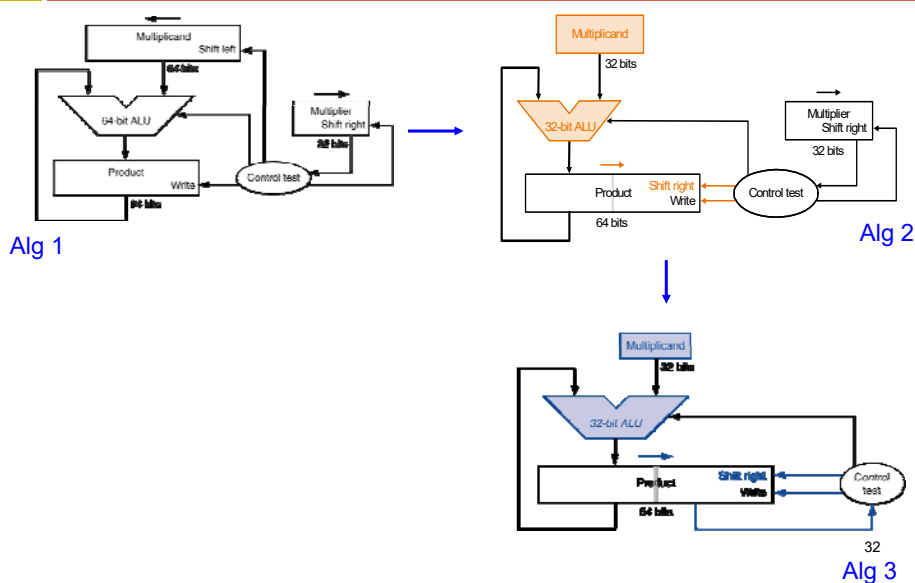 Multiplicand
Shift left
64 bits
64-bit ALU
Multiplier
Shift right
32 bits
Product
Write
Control test
64 bits
Alg 1
Multiplicand
32 bits
32-bit ALU
Multiplier
Shift right
32 bits
Product
Shift right
Write
Control test
64 bits
Alg 2
Multiplicand
32 bits
32-bit ALU
Product
Shift right
Write
Control
test
64 bits
32
Alg 3